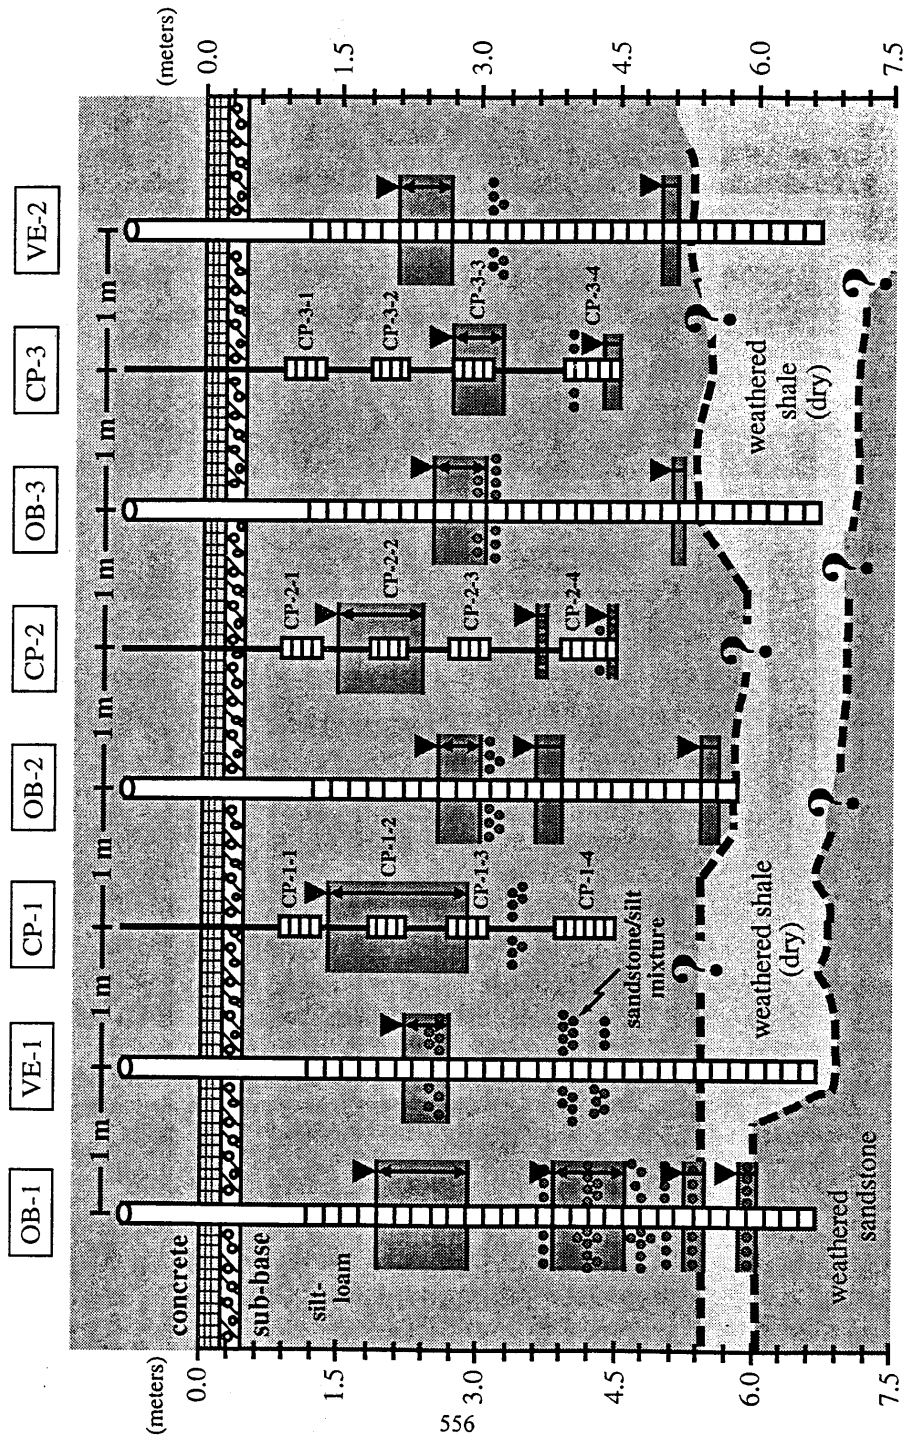 OB-1
VE-1
CP-1
OB-2
CP-2
OB-3
CP-3
VE-2
1 m
1 m
1 m
1 m
1 m
1 m
1 m
(meters)
0.0
1.5
3.0
4.5
6.0
7.5
(meters)
0.0
1.5
3.0
4.5
6.0
7.5
concrete
sub-base
silt-
loam
CP-1-1
CP-1-2
CP-1-3
CP-1-4
CP-2-1
CP-2-2
CP-2-3
CP-2-4
CP-3-1
CP-3-2
CP-3-3
CP-3-4
sandstone/silt
mixture
?
?
?
weathered shale
(dry)
weathered
shale
(dry)
?
?
?
weathered
sandstone
556